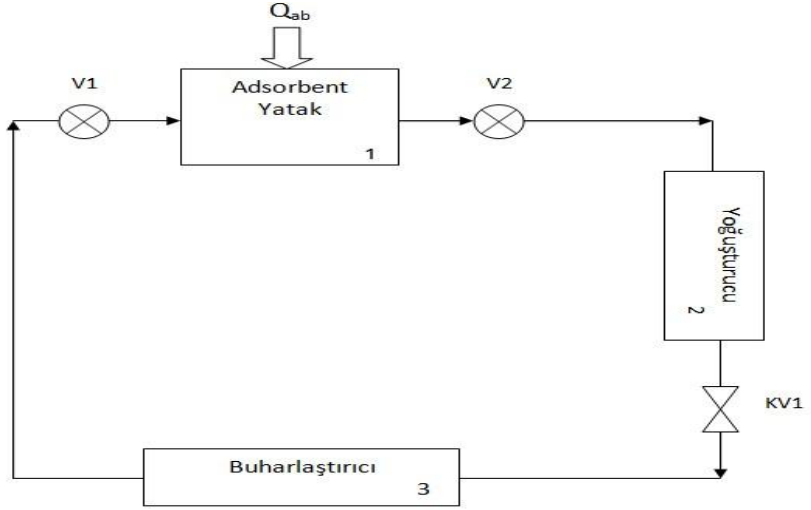 Qab
V1
Adsorbent
Yatak
1
V2
Yoğuşturucu
2
KV1
Buharlaştırıcı
3